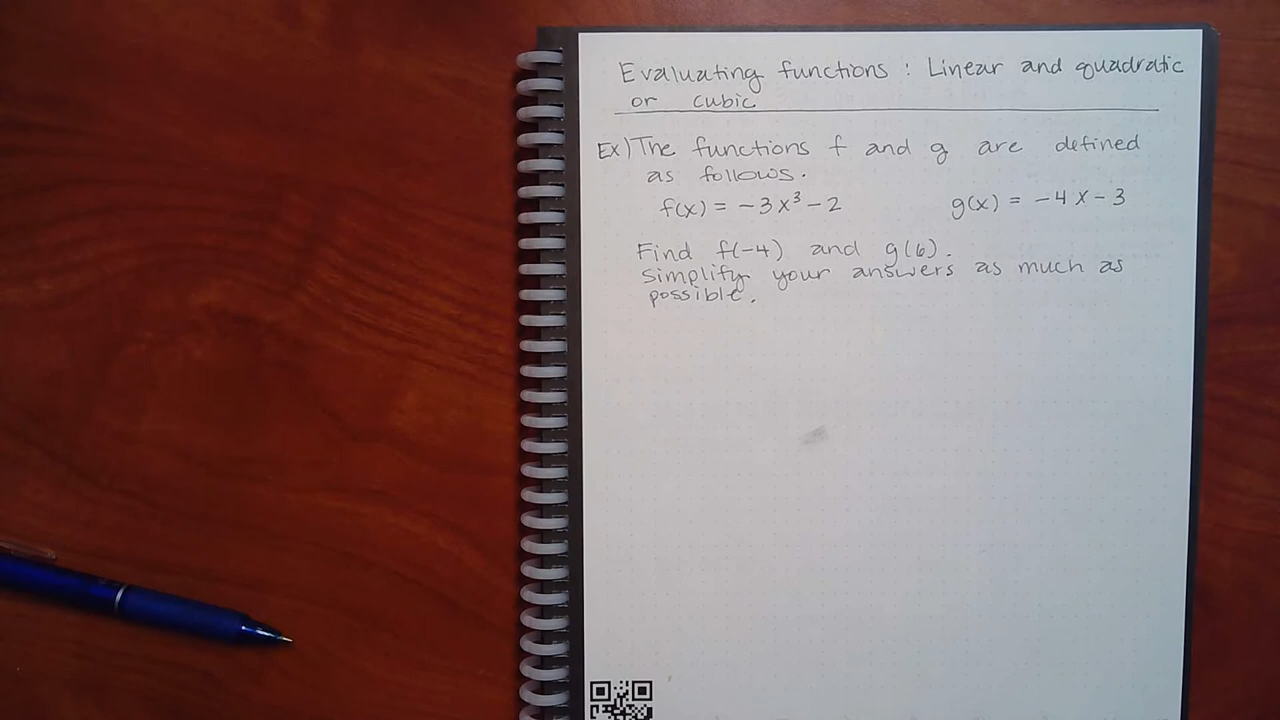 Evaluating functions : Linear and quadratic
or cubic
Ex) The functions f and g are defined
as follows.
f(x) = -3x³ - 2 g(x) = -4x - 3
Find f(-4) and g(6).
Simplify your answers as much as
possible.